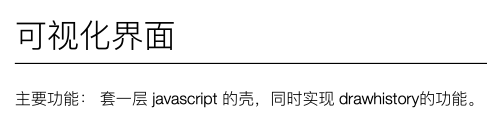 可视化界面
主要功能： 套一层 javascript 的壳，同时实现 drawhistory的功能。